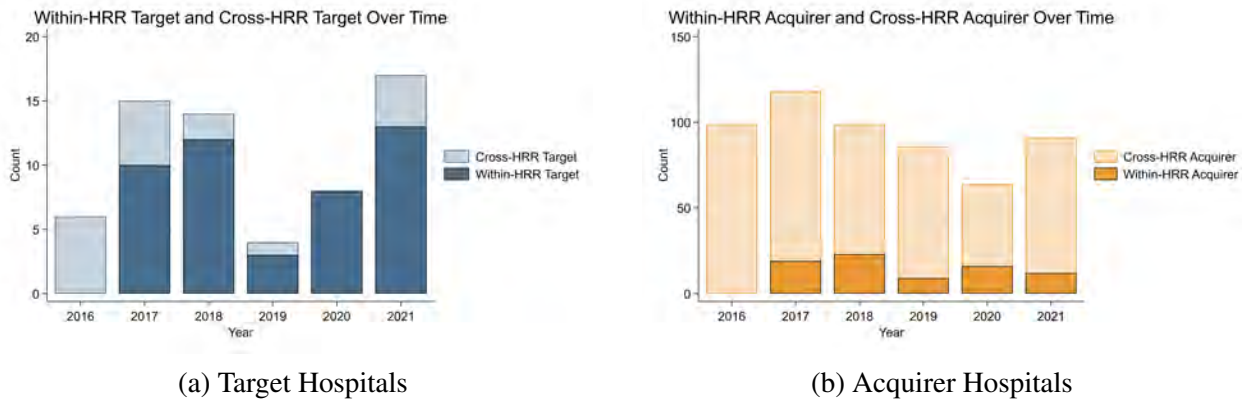 Within-HRR Target and Cross-HRR Target Over Time
20
15
10
5
0
Count
2016 2017 2018 2019 2020 2021
Year
Cross-HRR Target
Within-HRR Target
(a) Target Hospitals
Within-HRR Acquirer and Cross-HRR Acquirer Over Time
150
100
50
0
Count
2016 2017 2018 2019 2020 2021
Year
Cross-HRR Acquirer
Within-HRR Acquirer
(b) Acquirer Hospitals